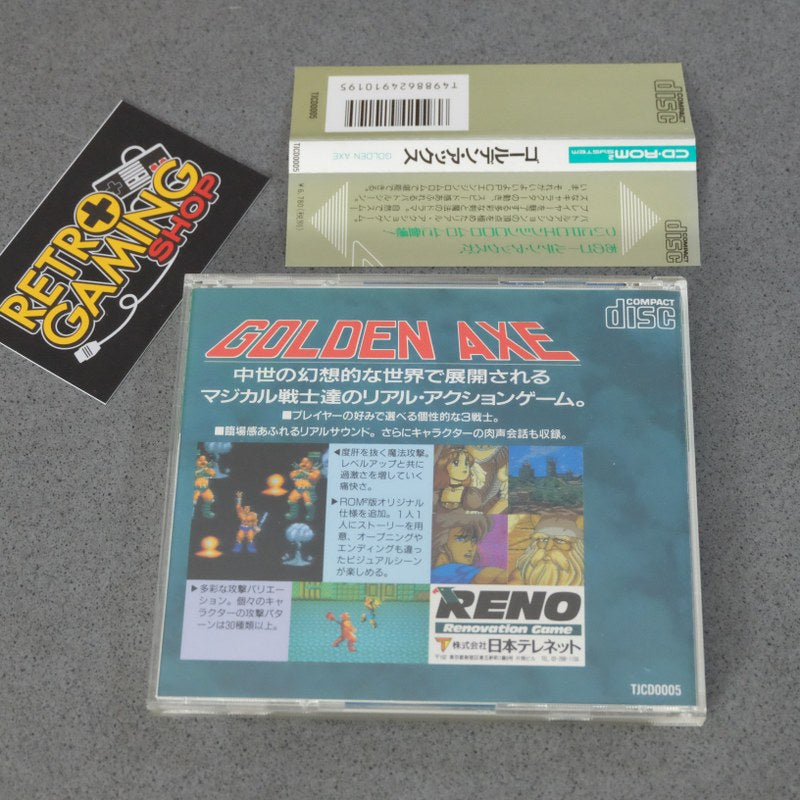 RETRO
GAMING
SHOP
T4988624910195
TJCD0005
COMPACT
disc
CD-ROM²
SYSTEM
ゴールデン・アックス
GOLDEN AXE
TJCD0005
¥6,780(税別)
COMPACT
disc
GOLDEN AXE
COMPACT
disc
中世の幻想的な世界で展開される
マジカル戦士達のリアル・アクションゲーム。
■プレイヤーの好みで選べる個性的な3戦士。
■臨場感あふれるリアルサウンド。さらにキャラクターの肉声会話も収録。
◀度肝を抜く魔法攻撃。
レベルアップと共に
過激さを増していく
痛快さ。
▶ROM²版オリジナル
仕様を追加。1人1
人にストーリーを用
意、オープニングや
エンディングも違っ
たビジュアルシーン
が楽しめる。
▶多彩な攻撃バリエー
ション。個々のキャ
ラクターの攻撃パタ
ーンは30種類以上。
RENO
Renovation Game
株式会社日本テレネット
TJCD0005